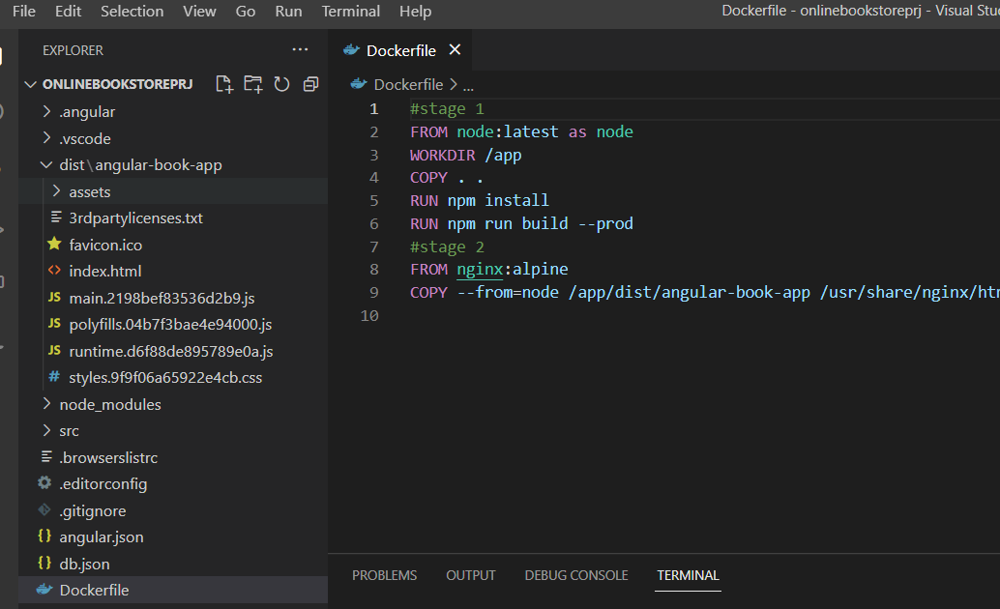 File Edit Selection View Go Run Terminal Help
Dockerfile - onlinebookstoreprj - Visual
EXPLORER ...
ONLINEBOOKSTOREPRJ
.angular
.vscode
dist\angular-book-app
assets
3rdpartylicenses.txt
favicon.ico
index.html
JS main.2198bef83536d2b9.js
JS polyfills.04b7f3bae4e94000.js
JS runtime.d6f88de895789e0a.js
# styles.9f9f06a65922e4cb.css
node_modules
src
.browserslistrc
.editorconfig
.gitignore
{} angular.json
{} db.json
Dockerfile
Dockerfile
Dockerfile > ...
1 #stage 1
2 FROM node:latest as node
3 WORKDIR /app
4 COPY . .
5 RUN npm install
6 RUN npm run build --prod
7 #stage 2
8 FROM nginx:alpine
9 COPY --from=node /app/dist/angular-book-app /usr/share/nginx/
10
PROBLEMS OUTPUT DEBUG CONSOLE TERMINAL